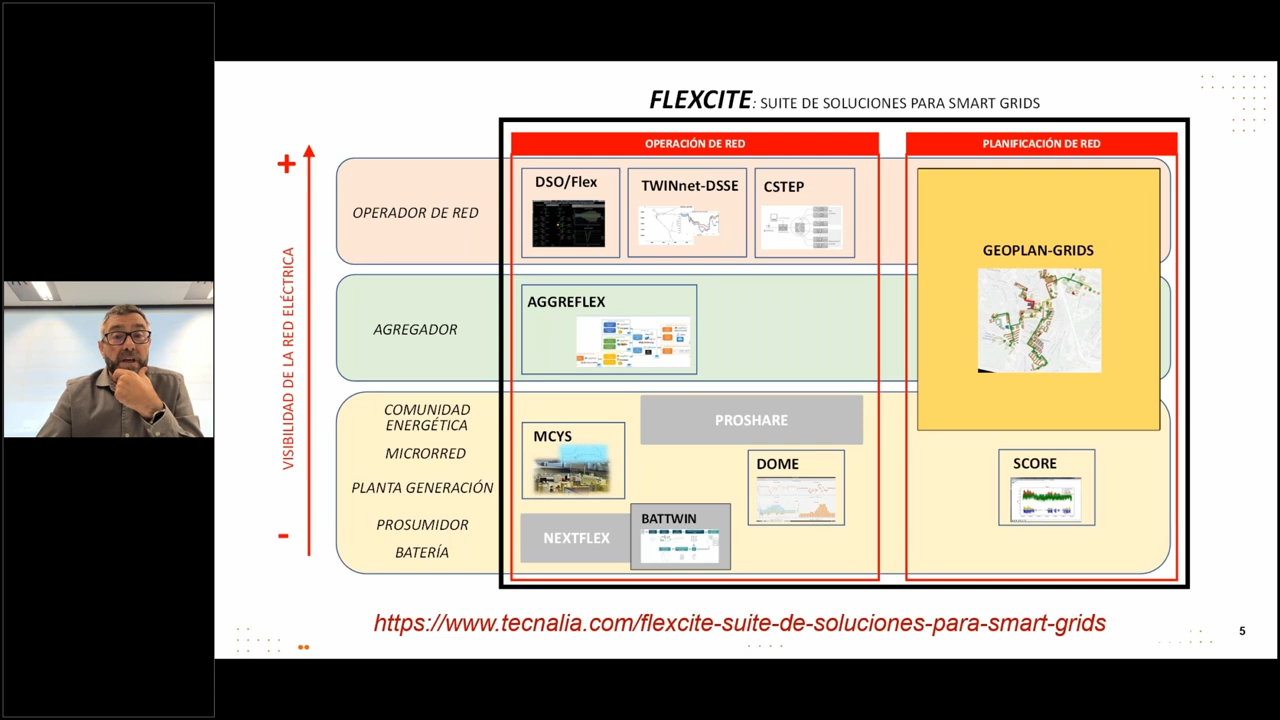 FLEXCITE: SUITE DE SOLUCIONES PARA SMART GRIDS
OPERACIÓN DE RED
PLANIFICACIÓN DE RED
+
VISIBILIDAD DE LA RED ELÉCTRICA
-
OPERADOR DE RED
DSO/Flex
TWINnet-DSSE
CSTEP
GEOPLAN-GRIDS
AGREGADOR
AGGREFLEX
COMUNIDAD
ENERGÉTICA
MICRORRED
PLANTA GENERACIÓN
PROSUMIDOR
BATERÍA
PROSHARE
MCYS
DOME
SCORE
NEXTFLEX
BATTWIN
https://www.tecnalia.com/flexcite-suite-de-soluciones-para-smart-grids
5